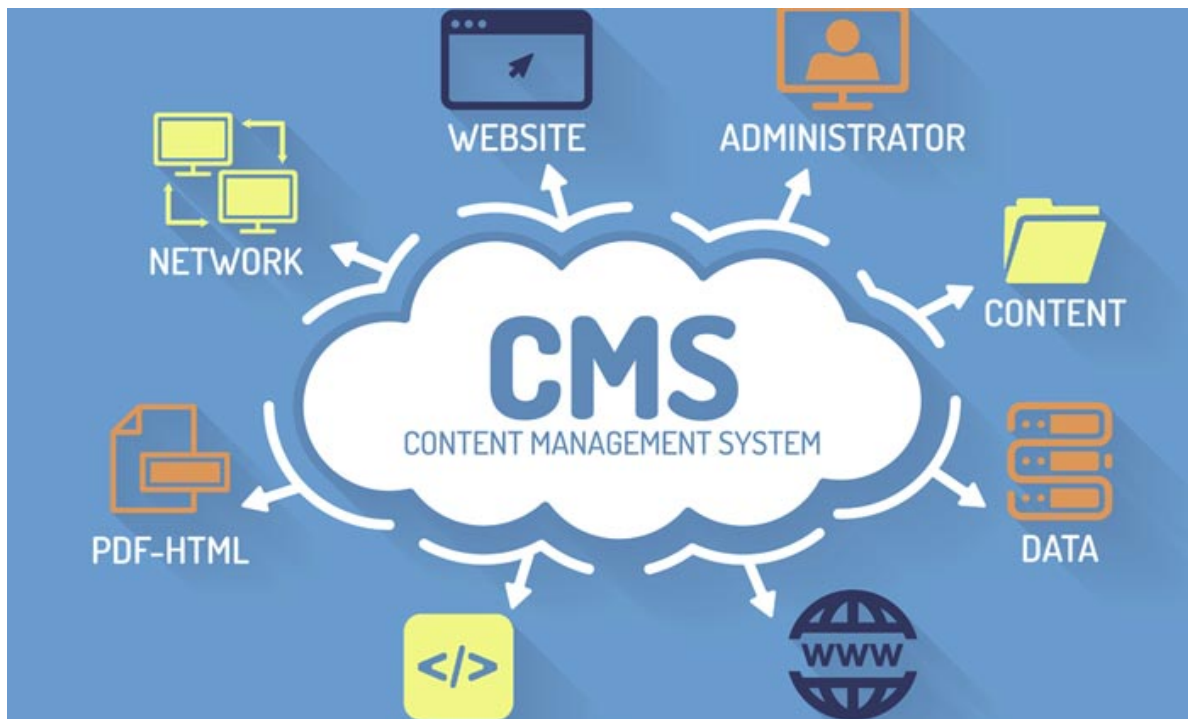 WEBSITE
ADMINISTRATOR
NETWORK
CONTENT
CMS
CONTENT MANAGEMENT SYSTEM
PDF-HTML
DATA
</>
WWW